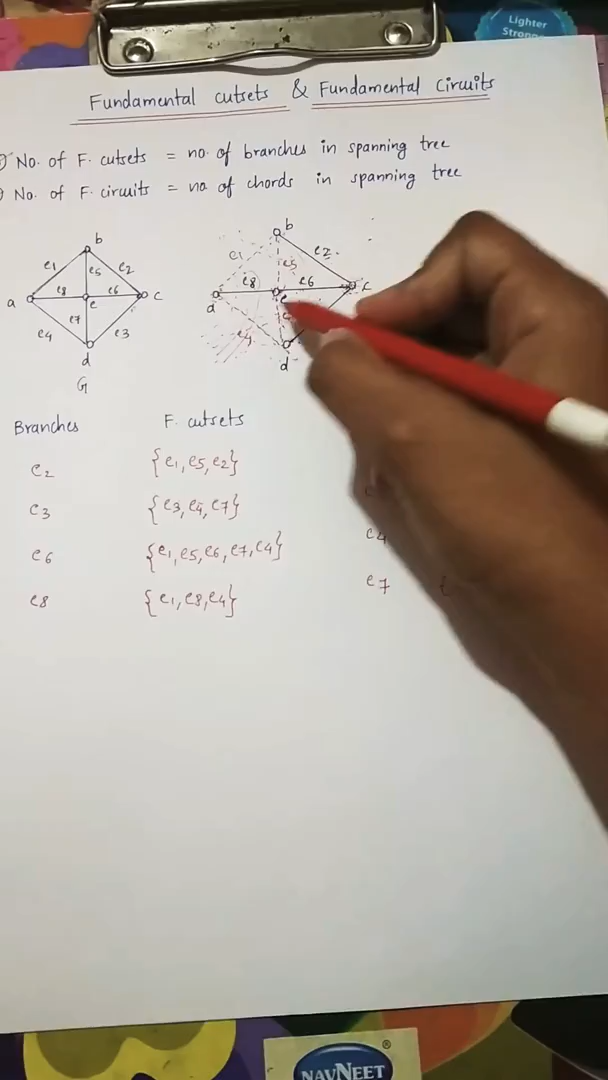 Lighter
Fundamental cutsets & Fundamental Circuits
No. of F. cutsets = no. of branches in spanning tree
No. of F. circuits = no. of chords in spanning tree
b
e1 e5 e2
a e8 e6 c
e
e7
e4 e3
d
G
b
e1 e2
e5
e8 e6 c
a e
e4
d
Branches F. cutsets
e2 {e1, e5, e2}
e3 {e3, e4, e7}
e6 {e1, e5, e6, e7, e4}
e8 {e1, e8, e4}
e4
e7 {
NAVNEET